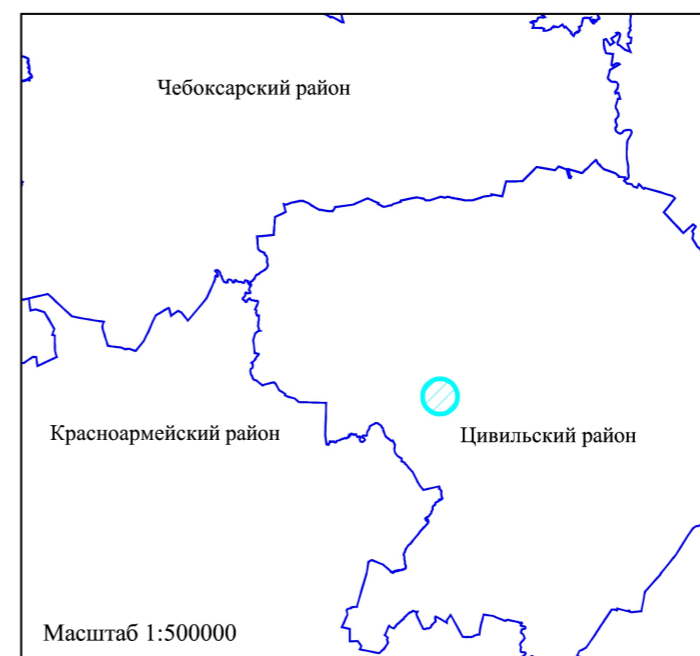 Чебоксарский район
Красноармейский район
Цивильский район
Масштаб 1:500000